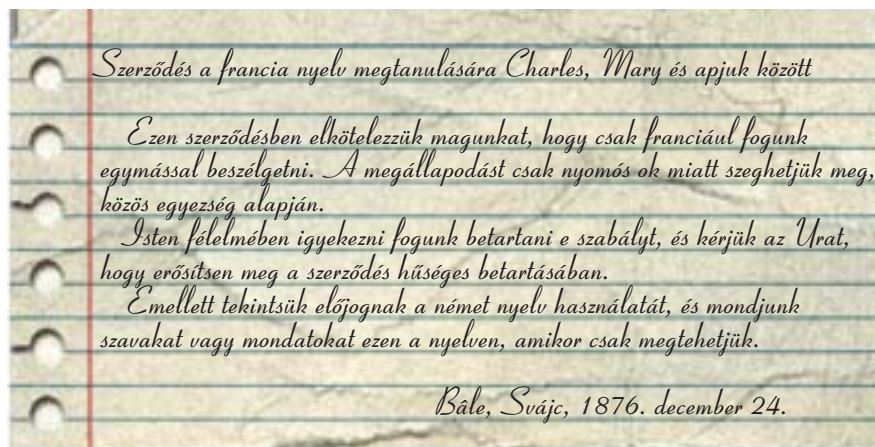 Szerződés a francia nyelv megtanulására Charles, Mary és apjuk között
Ezen szerződésben elkötelezzük magunkat, hogy csak franciául fogunk
egymással beszélgetni. A megállapodást csak nyomós ok miatt szeghetjük meg,
közös egyezség alapján.
Isten félelmében igyekezni fogunk betartani e szabályt, és kérjük az Urat,
hogy erősítsen meg a szerződés hűséges betartásában.
Emellett tekintsük előjognak a német nyelv használatát, és mondjunk
szavakat vagy mondatokat ezen a nyelven, amikor csak megtehetjük.
Bâle, Svájc, 1876. december 24.